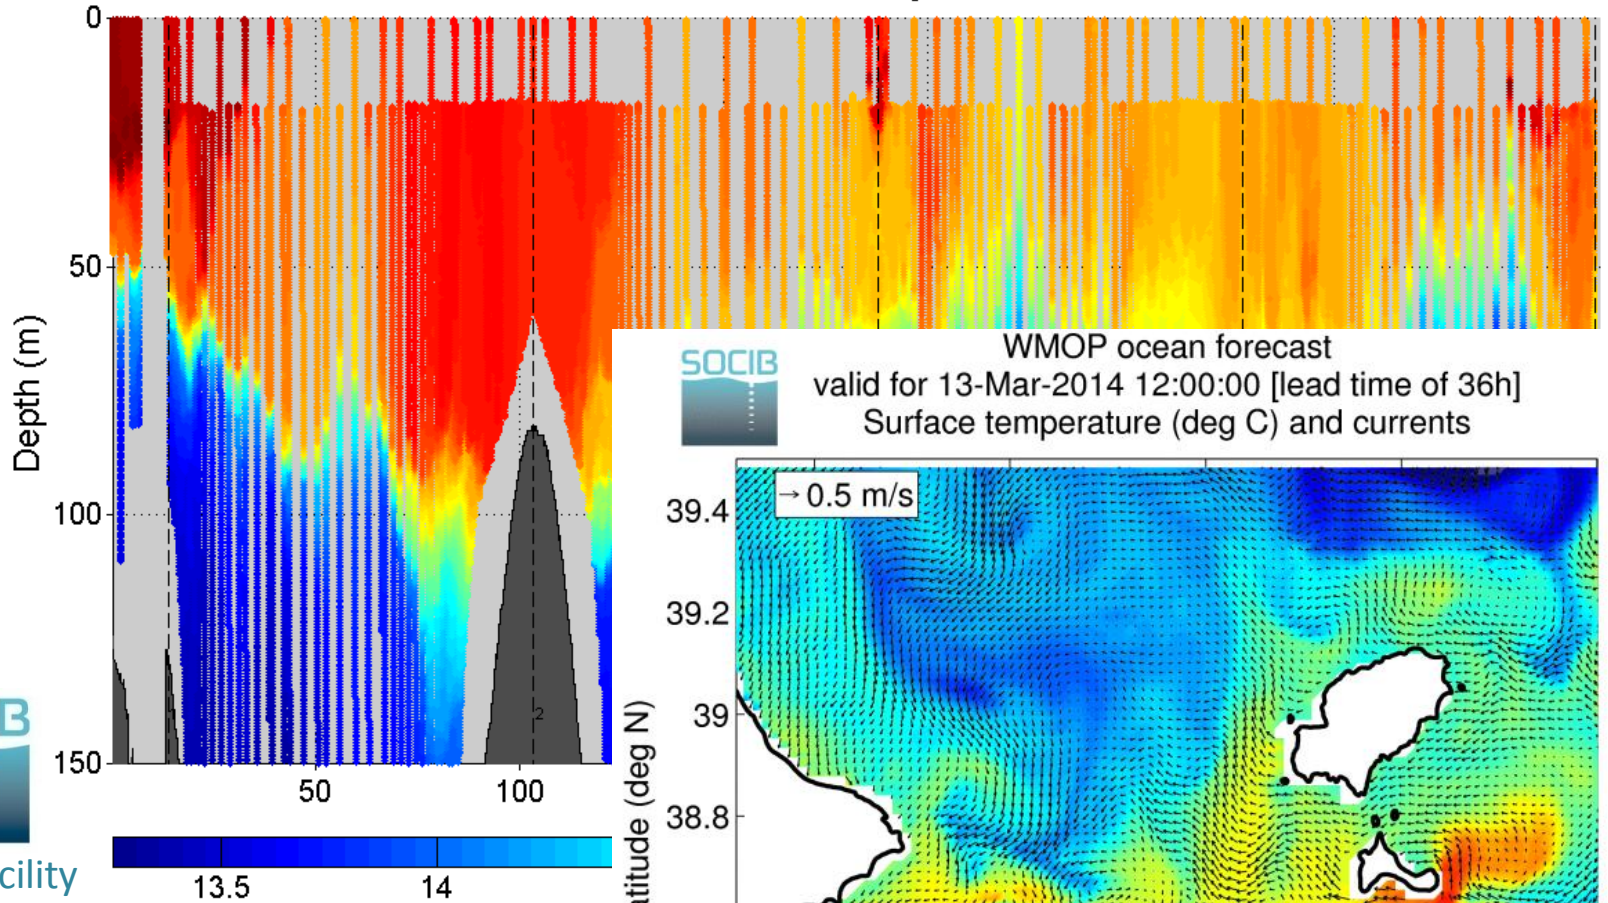 0
50
100
150
Depth (m)
2
50
100
13.5
14
B
cility
SOCIB
WMOP ocean forecast
valid for 13-Mar-2014 12:00:00 [lead time of 36h]
Surface temperature (deg C) and currents
→ 0.5 m/s
39.4
39.2
39
38.8
atitude (deg N)